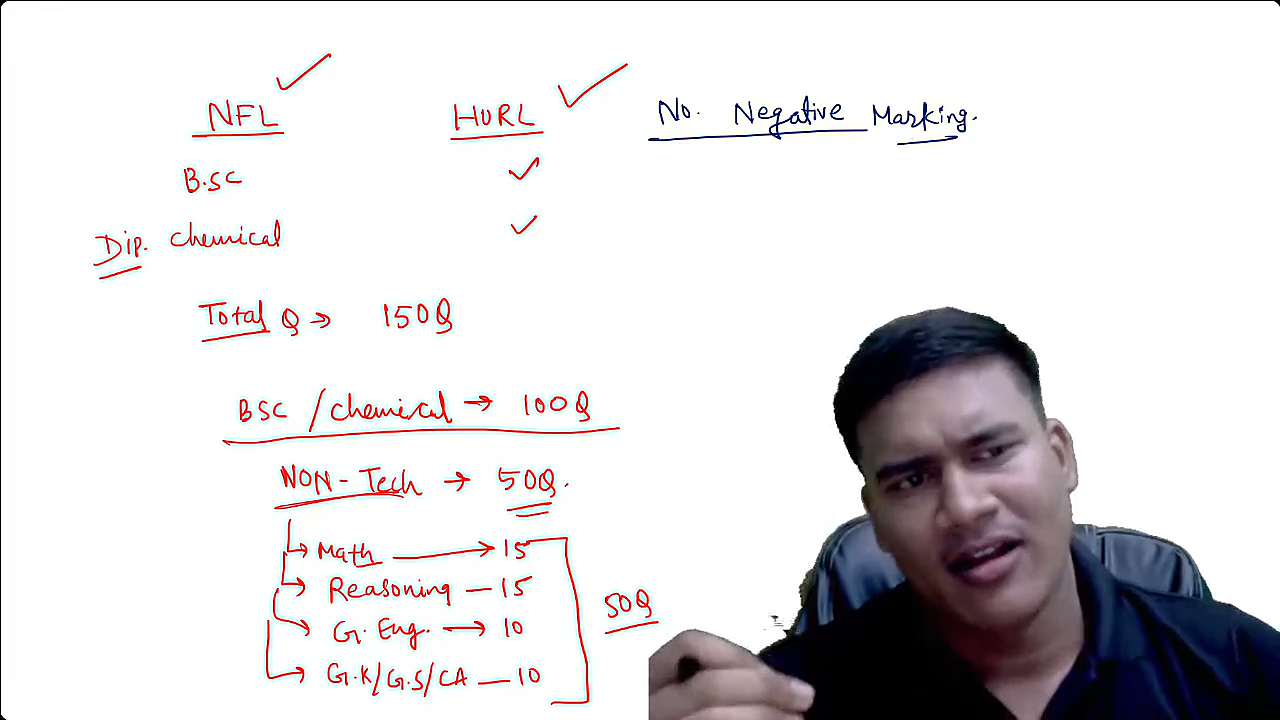 NFL HURL No. Negative Marking.
B.SC
Dip. Chemical
Total Q → 150Q
BSC / Chemical → 100Q
NON-Tech → 50Q.
Math → 15
Reasoning — 15
50Q
G. Eng. → 10
G.K/G.S/CA — 10